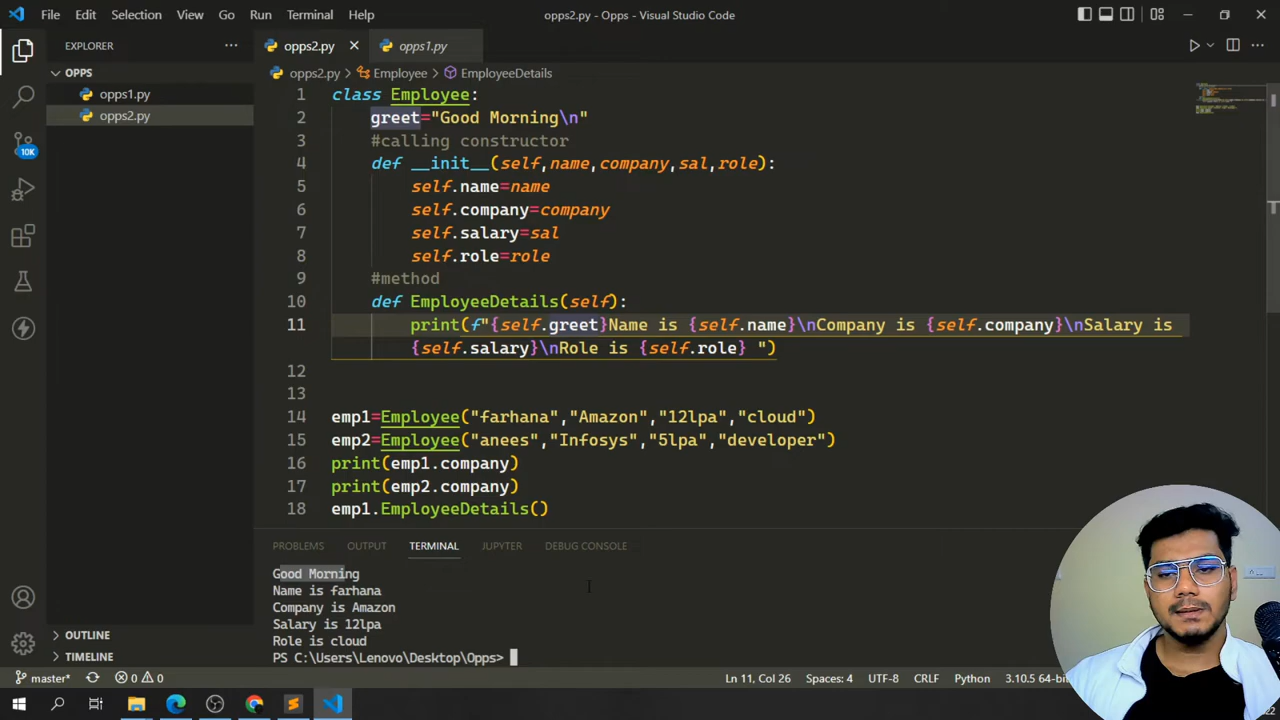 File Edit Selection View Go Run Terminal Help opps2.py - Opps - Visual Studio Code
EXPLORER ··· opps2.py opps1.py
OPPS opps2.py > Employee > EmployeeDetails
opps1.py
opps2.py
1 class Employee:
2 greet="Good Morning\n"
3 #calling constructor
4 def __init__(self,name,company,sal,role):
5 self.name=name
6 self.company=company
7 self.salary=sal
8 self.role=role
9 #method
10 def EmployeeDetails(self):
11 print(f"{self.greet}Name is {self.name}\nCompany is {self.company}\nSalary is
{self.salary}\nRole is {self.role} ")
12
13
14 emp1=Employee("farhana","Amazon","12lpa","cloud")
15 emp2=Employee("anees","Infosys","5lpa","developer")
16 print(emp1.company)
17 print(emp2.company)
18 emp1.EmployeeDetails()
10K
PROBLEMS OUTPUT TERMINAL JUPYTER DEBUG CONSOLE
Good Morning
Name is farhana
Company is Amazon
Salary is 12lpa
Role is cloud
PS C:\Users\Lenovo\Desktop\Opps>
OUTLINE
TIMELINE
master* 0 0 Ln 11, Col 26 Spaces: 4 UTF-8 CRLF Python 3.10.5 64-b